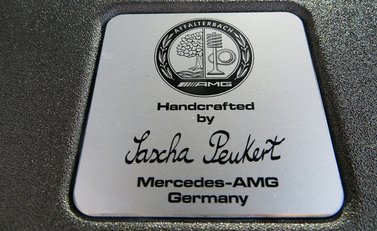 AFFALTERBACH
AMG
Handcrafted
by
Sascha Peukert
Mercedes-AMG
Germany